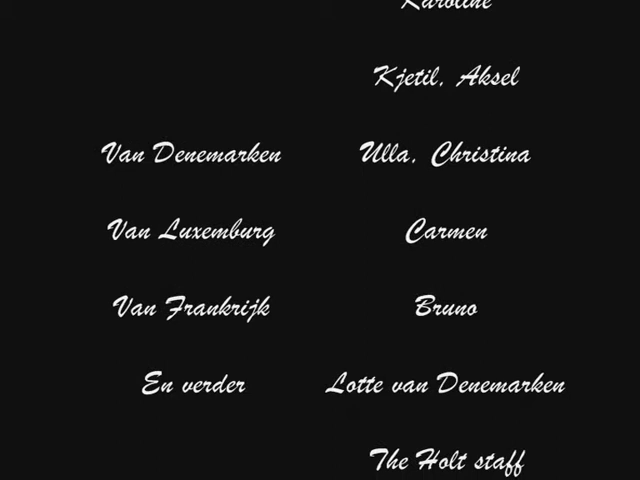 Karoline
Kjetil, Aksel
Van Denemarken Ulla, Christina
Van Luxemburg Carmen
Van Frankrijk Bruno
En verder Lotte van Denemarken
The Holt staff